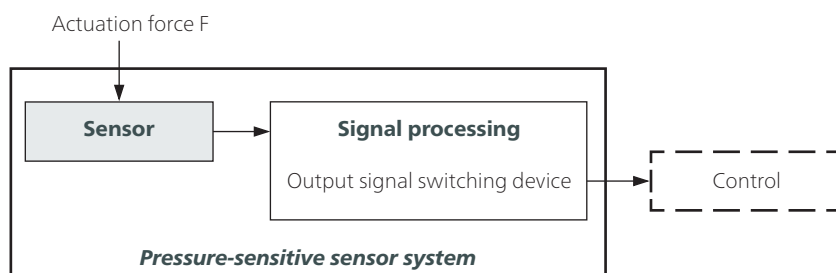 Actuation force F
Sensor
Signal processing
Output signal switching device
Control
Pressure-sensitive sensor system